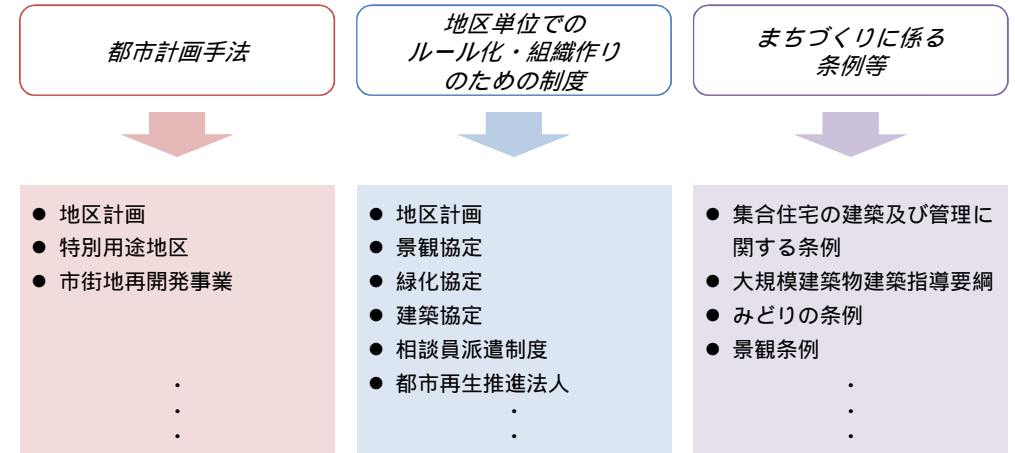 都市計画手法
地区単位での
ルール化・組織作り
のための制度
まちづくりに係る
条例等
● 地区計画
● 特別用途地区
● 市街地再開発事業
・
・
・
● 地区計画
● 景観協定
● 緑化協定
● 建築協定
● 相談員派遣制度
● 都市再生推進法人
・
・
● 集合住宅の建築及び管理に
関する条例
● 大規模建築物建築指導要綱
● みどりの条例
● 景観条例
・
・
・